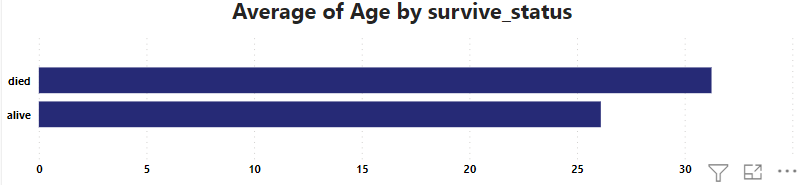 Average of Age by survive_status
died
alive
0 5 10 15 20 25 30